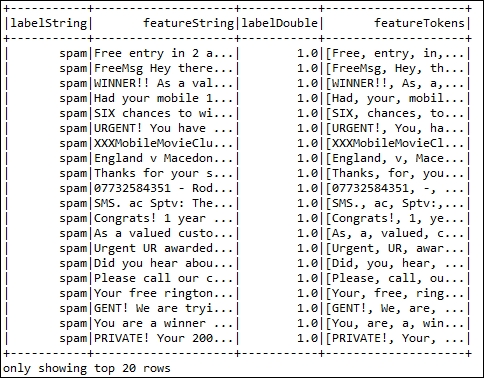 +-----------+--------------------+-----------+--------------------+
|labelString|       featureString|labelDouble|       featureTokens|
+-----------+--------------------+-----------+--------------------+
|       spam|Free entry in 2 a...|        1.0|[Free, entry, in,...|
|       spam|FreeMsg Hey there...|        1.0|[FreeMsg, Hey, th...|
|       spam|WINNER!! As a val...|        1.0|[WINNER!!, As, a,...|
|       spam|Had your mobile 1...|        1.0|[Had, your, mobil...|
|       spam|SIX chances to wi...|        1.0|[SIX, chances, to...|
|       spam|URGENT! You have ...|        1.0|[URGENT!, You, ha...|
|       spam|XXXMobileMovieClu...|        1.0|[XXXMobileMovieCl...|
|       spam|England v Macedon...|        1.0|[England, v, Mace...|
|       spam|Thanks for your s...|        1.0|[Thanks, for, you...|
|       spam|07732584351 - Rod...|        1.0|[07732584351, -, ...|
|       spam|SMS. ac Sptv: The...|        1.0|[SMS., ac, Sptv:,...|
|       spam|Congrats! 1 year ...|        1.0|[Congrats!, 1, ye...|
|       spam|As a valued custo...|        1.0|[As, a, valued, c...|
|       spam|Urgent UR awarded...|        1.0|[Urgent, UR, awar...|
|       spam|Did you hear abou...|        1.0|[Did, you, hear, ...|
|       spam|Please call our c...|        1.0|[Please, call, ou...|
|       spam|Your free rington...|        1.0|[Your, free, ring...|
|       spam|GENT! We are tryi...|        1.0|[GENT!, We, are, ...|
|       spam|You are a winner ...|        1.0|[You, are, a, win...|
|       spam|PRIVATE! Your 200...|        1.0|[PRIVATE!, Your, ...|
+-----------+--------------------+-----------+--------------------+
only showing top 20 rows